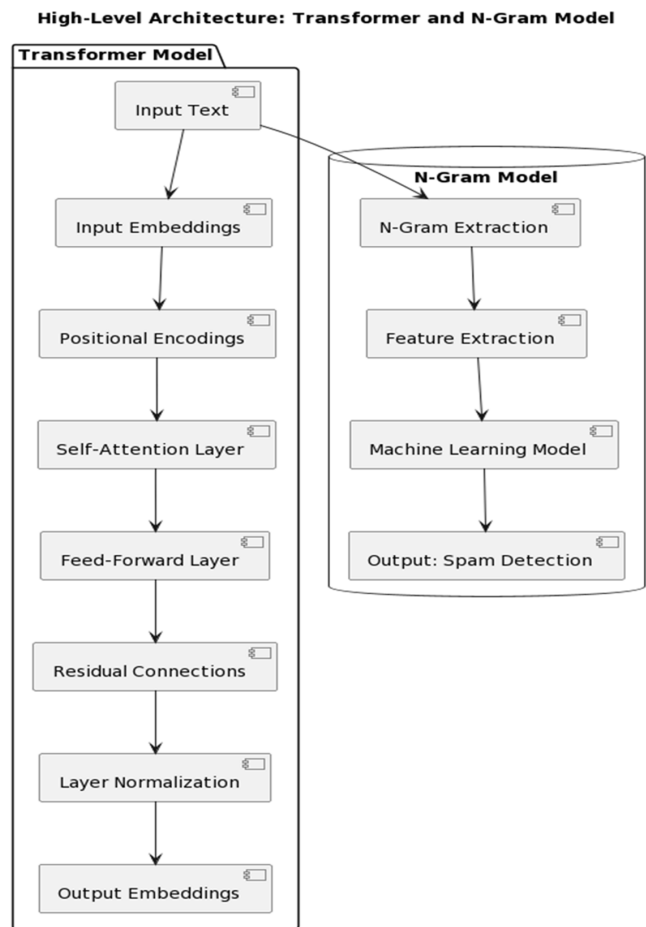 High-Level Architecture: Transformer and N-Gram Model
Transformer Model
Input Text
Input Embeddings
Positional Encodings
Self-Attention Layer
Feed-Forward Layer
Residual Connections
Layer Normalization
Output Embeddings
N-Gram Model
N-Gram Extraction
Feature Extraction
Machine Learning Model
Output: Spam Detection